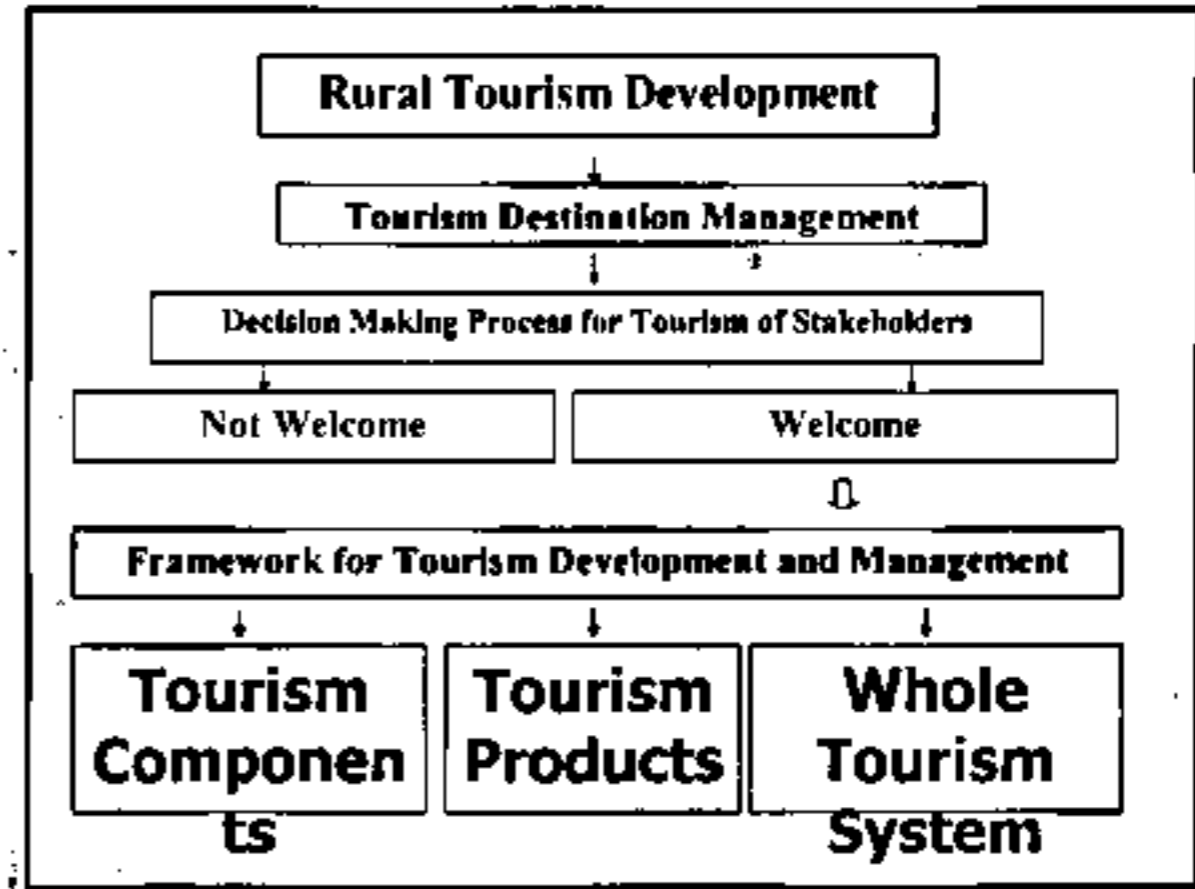 Rural Tourism Development
Tourism Destination Management
Decision Making Process for Tourism of Stakeholders
Not Welcome
Welcome
Framework for Tourism Development and Management
Tourism
Componen
ts
Tourism
Products
Whole
Tourism
System